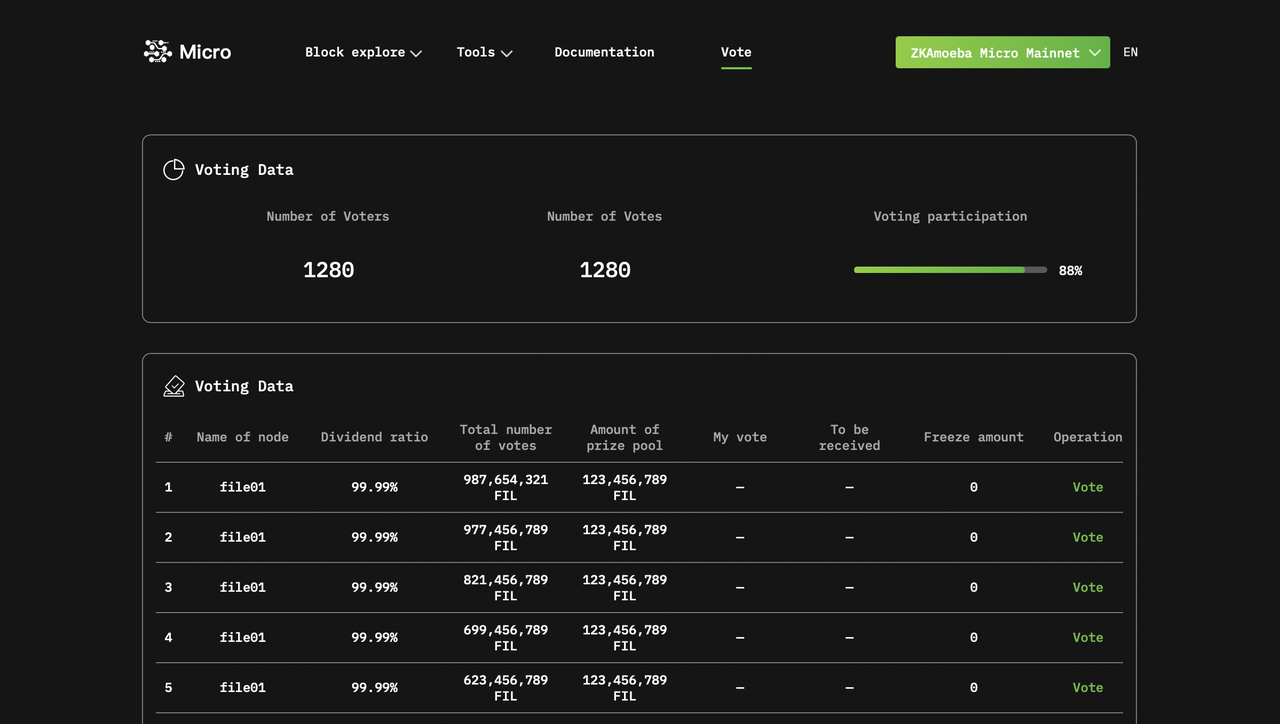 Micro Block explore Tools Documentation Vote ZKAmoeba Micro Mainnet EN
Voting Data
Number of Voters Number of Votes Voting participation
1280 1280 88%
Voting Data
# Name of node Dividend ratio Total number of votes Amount of prize pool My vote To be received Freeze amount Operation
1 file01 99.99% 987,654,321 FIL 123,456,789 FIL — — 0 Vote
2 file01 99.99% 977,456,789 FIL 123,456,789 FIL — — 0 Vote
3 file01 99.99% 821,456,789 FIL 123,456,789 FIL — — 0 Vote
4 file01 99.99% 699,456,789 FIL 123,456,789 FIL — — 0 Vote
5 file01 99.99% 623,456,789 FIL 123,456,789 FIL — — 0 Vote